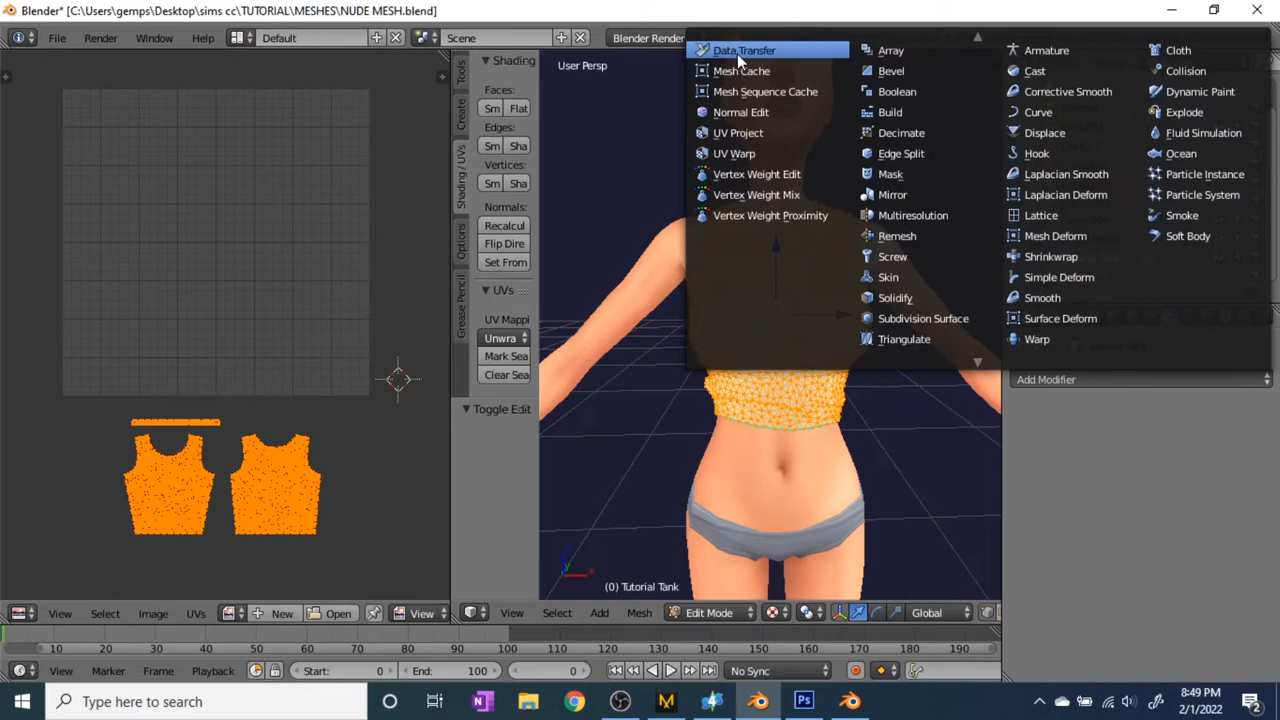 Blender* [C:\Users\gemps\Desktop\sims cc\TUTORIAL\MESHES\NUDE MESH.blend]
File Render Window Help Default Scene Blender Render
Tools
Create
Shading / UVs
Options
Grease Pencil
Shading
Faces:
Sm Flat
Edges:
Sm Sha
Vertices:
Sm Sha
Normals:
Recalcul
Flip Dire
Set From
UVs
UV Mappi
Unwra
Mark Sea
Clear Sea
Toggle Edit
User Persp
Data Transfer
Mesh Cache
Mesh Sequence Cache
Normal Edit
UV Project
UV Warp
Vertex Weight Edit
Vertex Weight Mix
Vertex Weight Proximity
Array
Bevel
Boolean
Build
Decimate
Edge Split
Mask
Mirror
Multiresolution
Remesh
Screw
Skin
Solidify
Subdivision Surface
Triangulate
Armature
Cast
Corrective Smooth
Curve
Displace
Hook
Laplacian Smooth
Laplacian Deform
Lattice
Mesh Deform
Shrinkwrap
Simple Deform
Smooth
Surface Deform
Warp
Cloth
Collision
Dynamic Paint
Explode
Fluid Simulation
Ocean
Particle Instance
Particle System
Smoke
Soft Body
Add Modifier
(0) Tutorial Tank
View Select Image UVs New Open View
View Select Add Mesh Edit Mode Global
10 20 30 40 50 60 70 80 90 100 110 120 130 140 150 160 170 180 190
View Marker Frame Playback Start: 0 End: 100 0 No Sync
Type here to search
8:49 PM
2/1/2022
2